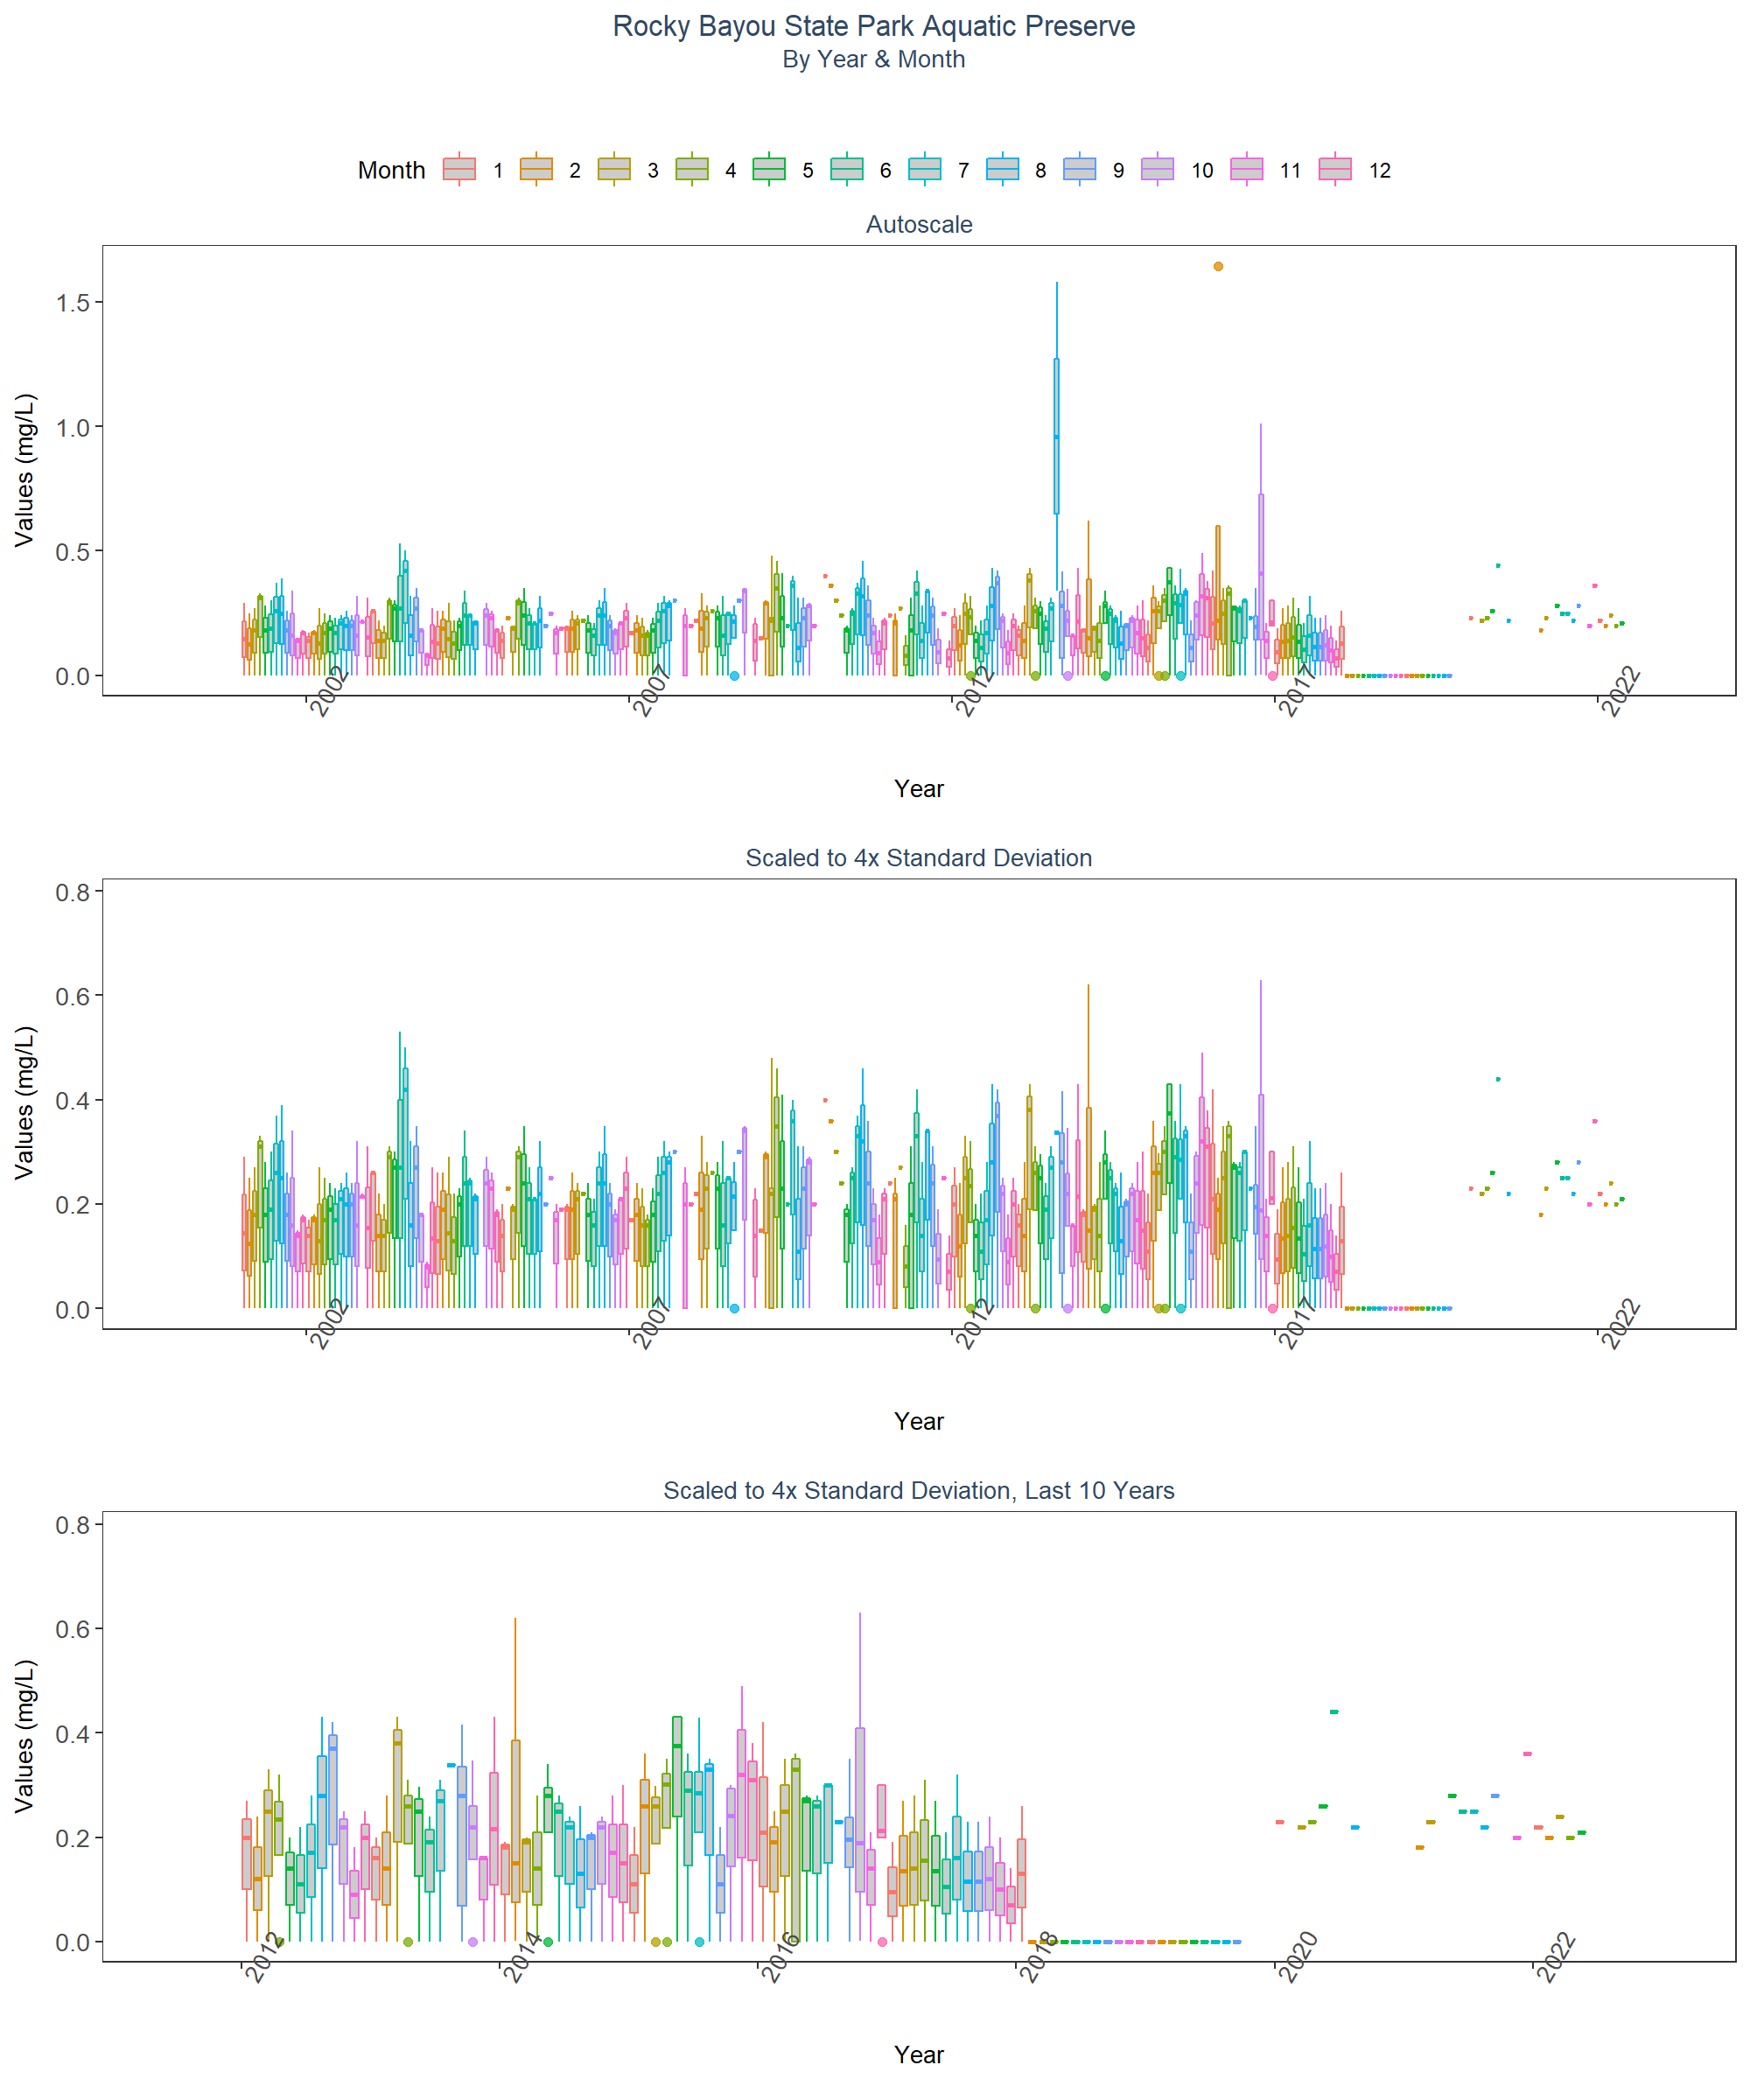 Rocky Bayou State Park Aquatic Preserve
By Year & Month
Month 1 2 3 4 5 6 7 8 9 10 11 12
Autoscale
Values (mg/L)
1.5
1.0
0.5
0.0
2002 2007 2012 2017 2022
Year
Scaled to 4x Standard Deviation
Values (mg/L)
0.8
0.6
0.4
0.2
0.0
2002 2007 2012 2017 2022
Year
Scaled to 4x Standard Deviation, Last 10 Years
Values (mg/L)
0.8
0.6
0.4
0.2
0.0
2012 2014 2016 2018 2020 2022
Year